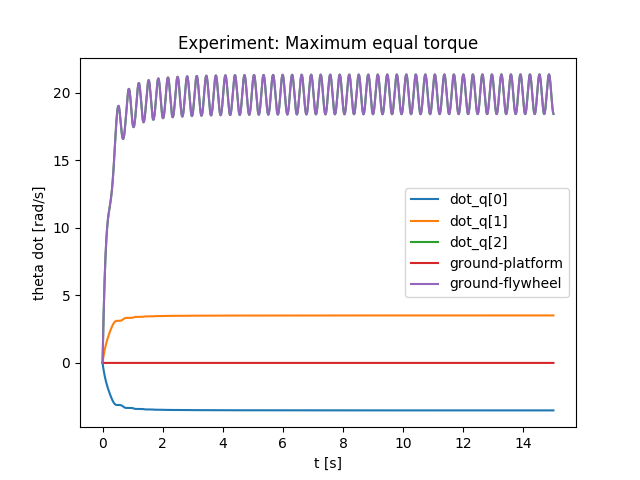 Experiment: Maximum equal torque
theta dot [rad/s]
20
15
10
5
0
dot_q[0]
dot_q[1]
dot_q[2]
ground-platform
ground-flywheel
0 2 4 6 8 10 12 14
t [s]